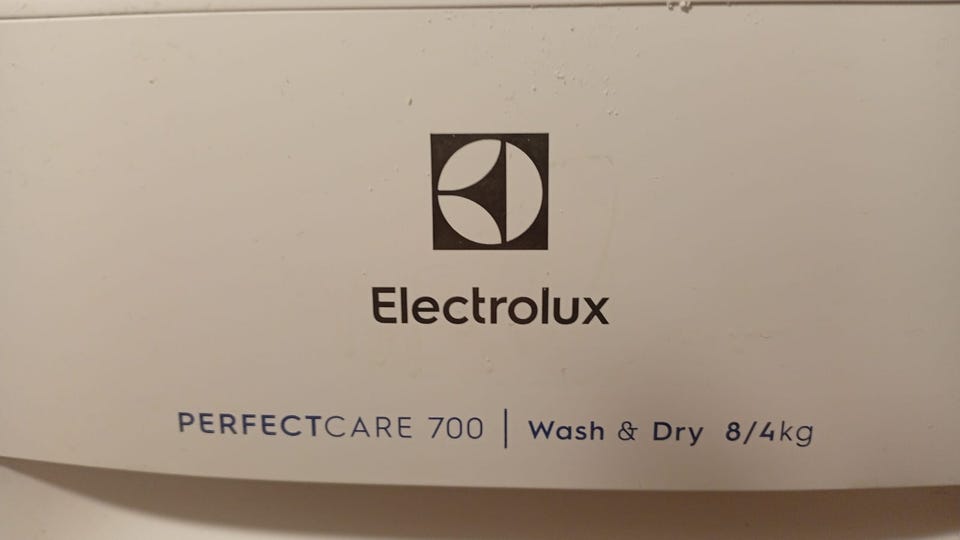 Electrolux
PERFECTCARE 700 | Wash & Dry 8/4kg